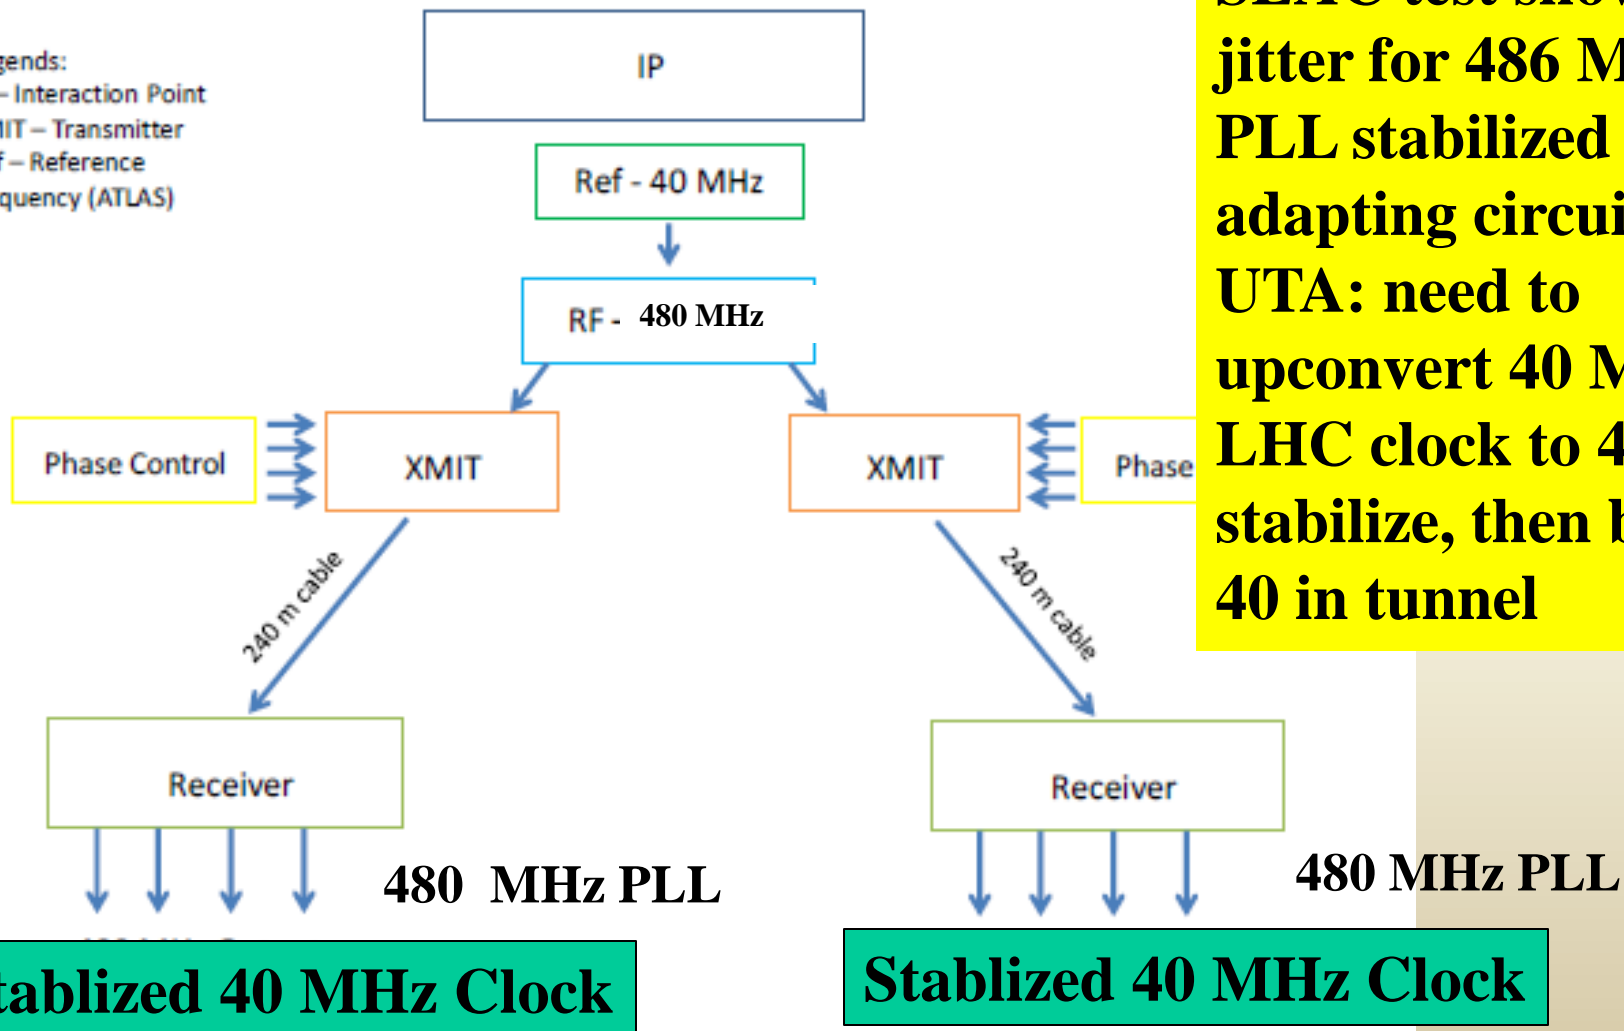 IP
gends:
– Interaction Point
MIT – Transmitter
f – Reference
quency (ATLAS)
Ref - 40 MHz
RF - 480 MHz
jitter for 486 M
PLL stabilized
adapting circui
UTA: need to
upconvert 40 M
LHC clock to 4
stabilize, then b
40 in tunnel
Phase Control
XMIT
XMIT
Phase
240 m cable
240 m cable
Receiver
Receiver
480 MHz PLL
480 MHz PLL
tablized 40 MHz Clock
Stablized 40 MHz Clock